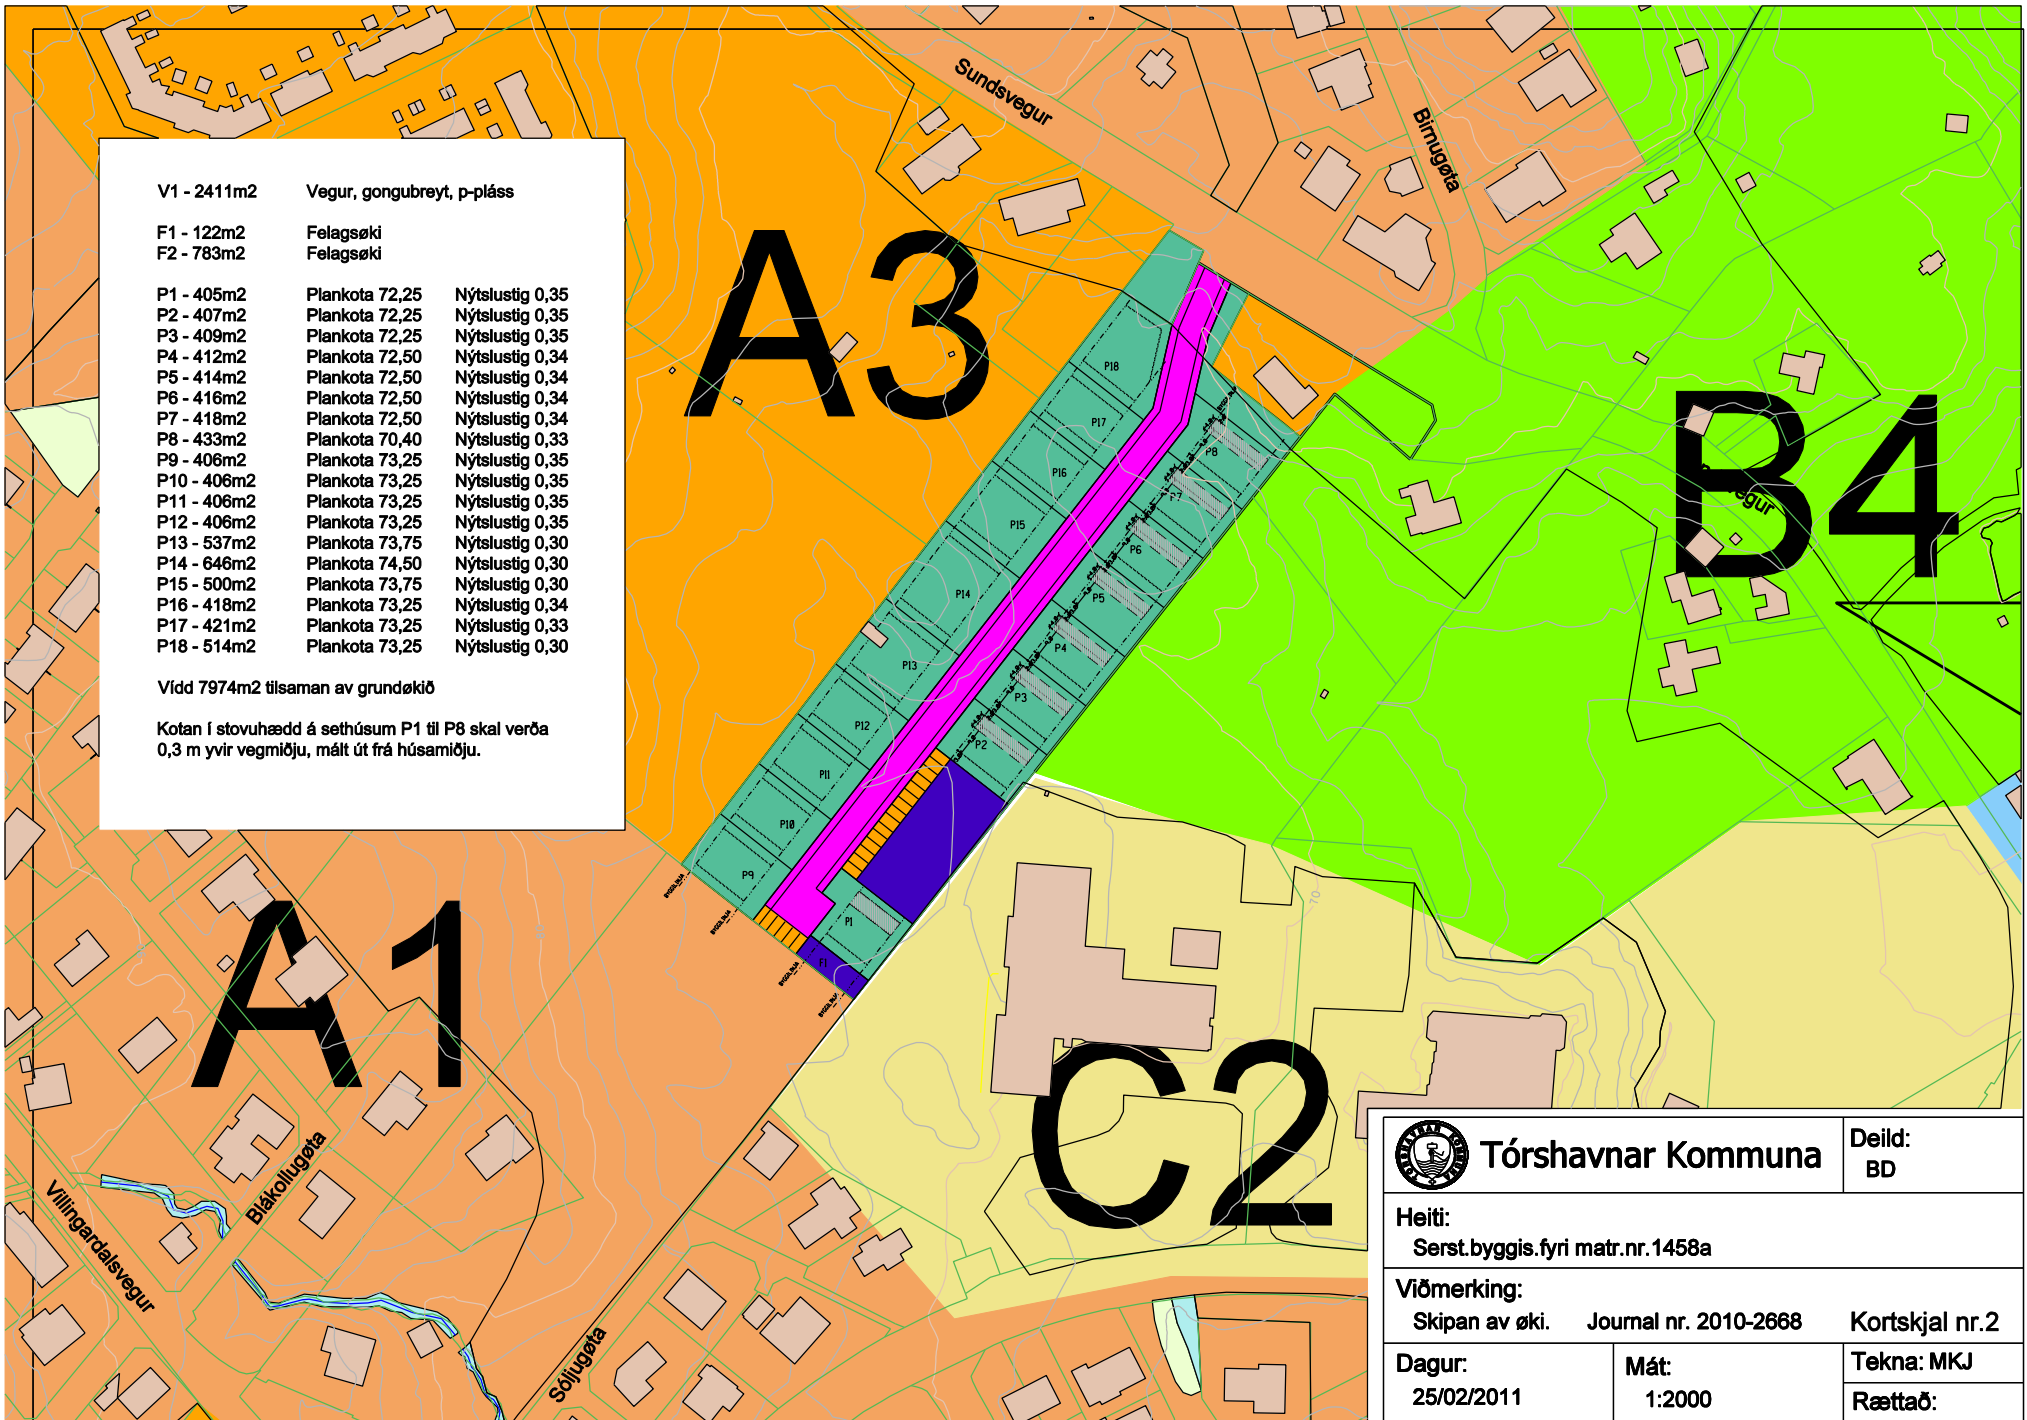 Sundsvegur
Birnugøta
V1 - 2411m2 Vegur, gongubreyt, p-pláss
F1 - 122m2 Felagsøki
F2 - 783m2 Felagsøki
P1 - 405m2 Plankota 72,25 Nýtslustig 0,35
P2 - 407m2 Plankota 72,25 Nýtslustig 0,35
P3 - 409m2 Plankota 72,25 Nýtslustig 0,35
P4 - 412m2 Plankota 72,50 Nýtslustig 0,34
P5 - 414m2 Plankota 72,50 Nýtslustig 0,34
P6 - 416m2 Plankota 72,50 Nýtslustig 0,34
P7 - 418m2 Plankota 72,50 Nýtslustig 0,34
P8 - 433m2 Plankota 70,40 Nýtslustig 0,33
P9 - 406m2 Plankota 73,25 Nýtslustig 0,35
P10 - 406m2 Plankota 73,25 Nýtslustig 0,35
P11 - 406m2 Plankota 73,25 Nýtslustig 0,35
P12 - 406m2 Plankota 73,25 Nýtslustig 0,35
P13 - 537m2 Plankota 73,75 Nýtslustig 0,30
P14 - 646m2 Plankota 74,50 Nýtslustig 0,30
P15 - 500m2 Plankota 73,75 Nýtslustig 0,30
P16 - 418m2 Plankota 73,25 Nýtslustig 0,34
P17 - 421m2 Plankota 73,25 Nýtslustig 0,33
P18 - 514m2 Plankota 73,25 Nýtslustig 0,30
Vídd 7974m2 tilsaman av grundøkið
Kotan í stovuhædd á sethúsum P1 til P8 skal verða
0,3 m yvir vegmiðju, mált út frá húsamiðju.
A3
B4
P18
P17
P8
P16
P7
P15
P6
P14
P5
P4
P13
P3
P12
P2
P11
P10
P9
P1
F1
BYGGILINJA
BYGGILINJA
BYGGILINJA
BYGGILINJA
70
A1
C2
Blákollugøta
Villingardalsvegur
Sóljugøta
TÓRSHAVNAR KOMMUNA
Tórshavnar Kommuna
Deild:
BD
Heiti:
Serst.byggis.fyri matr.nr.1458a
Viðmerking:
Skipan av øki. Journal nr. 2010-2668 Kortskjal nr.2
Dagur:
25/02/2011
Mát:
1:2000
Tekna: MKJ
Rættað: